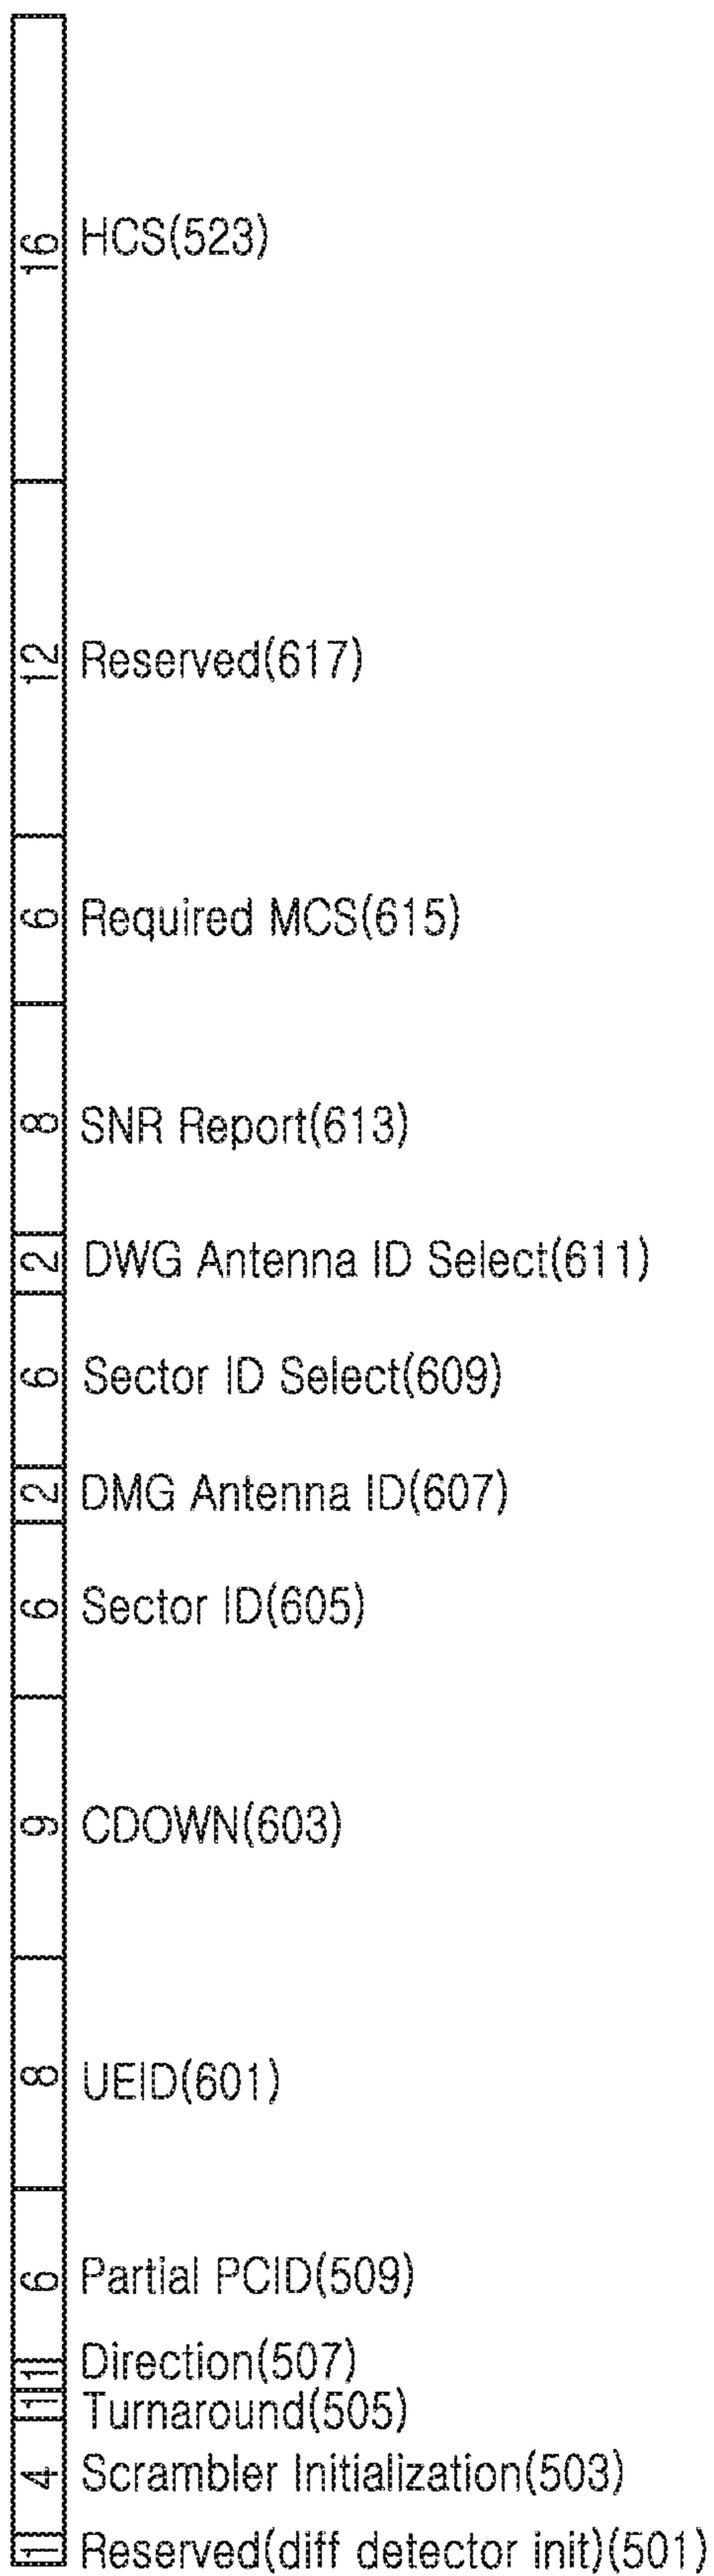 16 HCS(523)
12 Reserved(617)
6 Required MCS(615)
8 SNR Report(613)
2 DWG Antenna ID Select(611)
6 Sector ID Select(609)
2 DMG Antenna ID(607)
6 Sector ID(605)
9 CDOWN(603)
8 UEID(601)
6 Partial PCID(509)
1 Direction(507)
1 Turnaround(505)
4 Scrambler Initialization(503)
1 Reserved(diff detector init)(501)